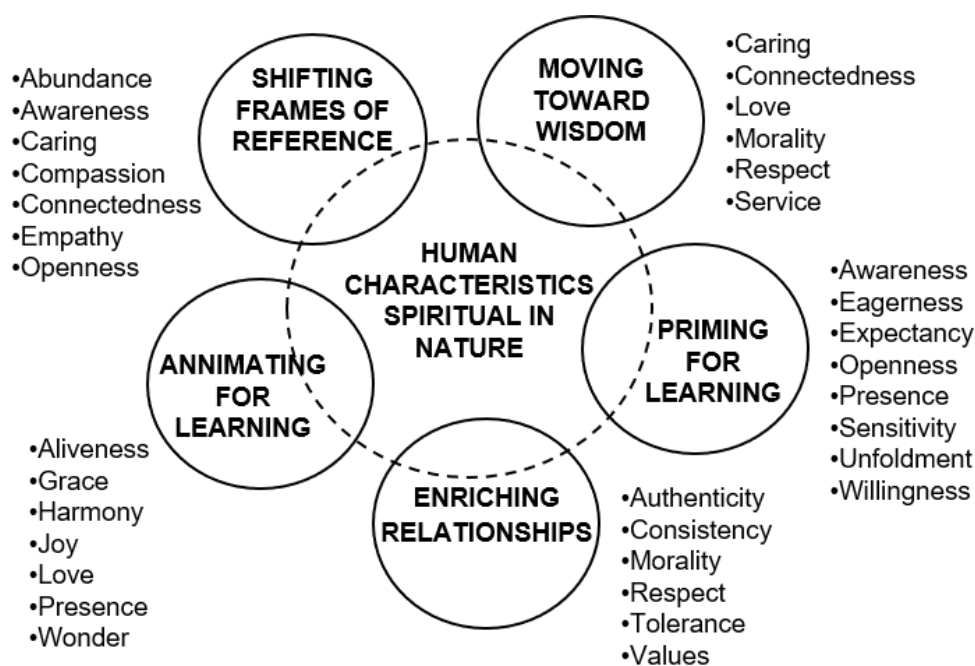 SHIFTING
FRAMES OF
REFERENCE
•Abundance
•Awareness
•Caring
•Compassion
•Connectedness
•Empathy
•Openness
MOVING
TOWARD
WISDOM
•Caring
•Connectedness
•Love
•Morality
•Respect
•Service
HUMAN
CHARACTERISTICS
SPIRITUAL IN
NATURE
PRIMING
FOR
LEARNING
•Awareness
•Eagerness
•Expectancy
•Openness
•Presence
•Sensitivity
•Unfoldment
•Willingness
ANNIMATING
FOR
LEARNING
•Aliveness
•Grace
•Harmony
•Joy
•Love
•Presence
•Wonder
ENRICHING
RELATIONSHIPS
•Authenticity
•Consistency
•Morality
•Respect
•Tolerance
•Values